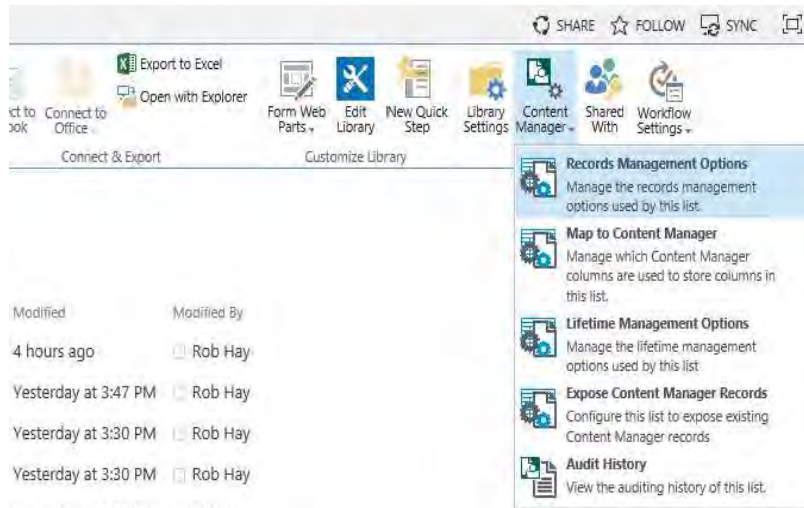 SHARE FOLLOW SYNC
Export to Excel
Open with Explorer
ct to
ook
Connect to
Office
Form Web
Parts
Edit
Library
New Quick
Step
Library
Settings
Content
Manager
Shared
With
Workflow
Settings
Connect & Export
Customize Library
Records Management Options
Manage the records management
options used by this list.
Map to Content Manager
Manage which Content Manager
columns are used to store columns in
this list.
Lifetime Management Options
Manage the lifetime management
options used by this list
Expose Content Manager Records
Configure this list to expose existing
Content Manager records
Audit History
View the auditing history of this list.
Modified Modified By
4 hours ago Rob Hay
Yesterday at 3:47 PM Rob Hay
Yesterday at 3:30 PM Rob Hay
Yesterday at 3:30 PM Rob Hay